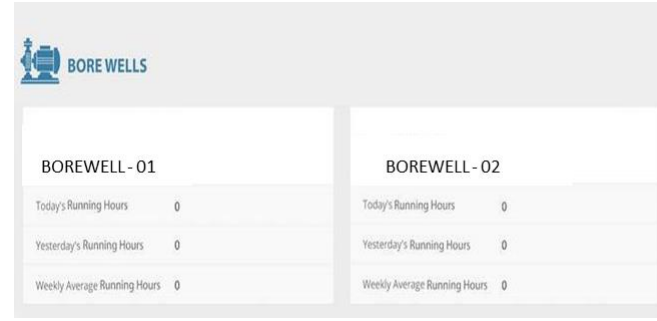 BORE WELLS
BOREWELL - 01
Today's Running Hours 0
Yesterday's Running Hours 0
Weekly Average Running Hours 0
BOREWELL - 02
Today's Running Hours 0
Yesterday's Running Hours 0
Weekly Average Running Hours 0